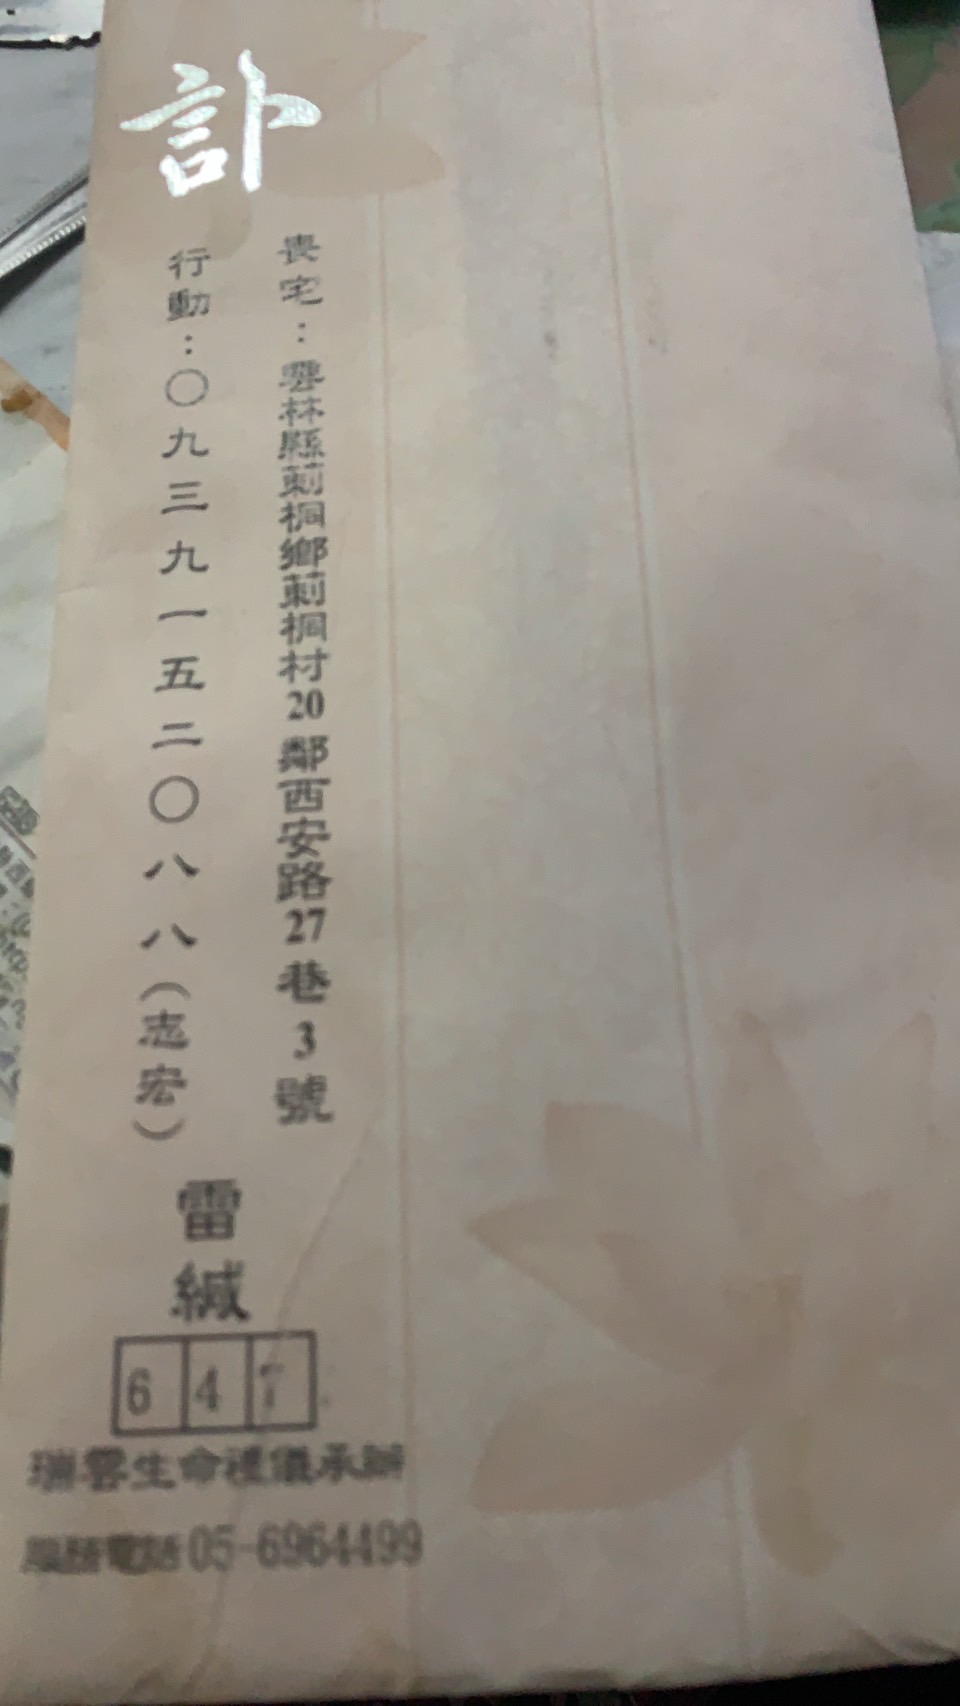 訃
喪宅：雲林縣莿桐鄉莿桐村20鄰西安路27巷3號
行動：〇九三九一五二〇八八（志宏）
雷緘
647
瑞雲生命禮儀承辦
服務電話05-6964499